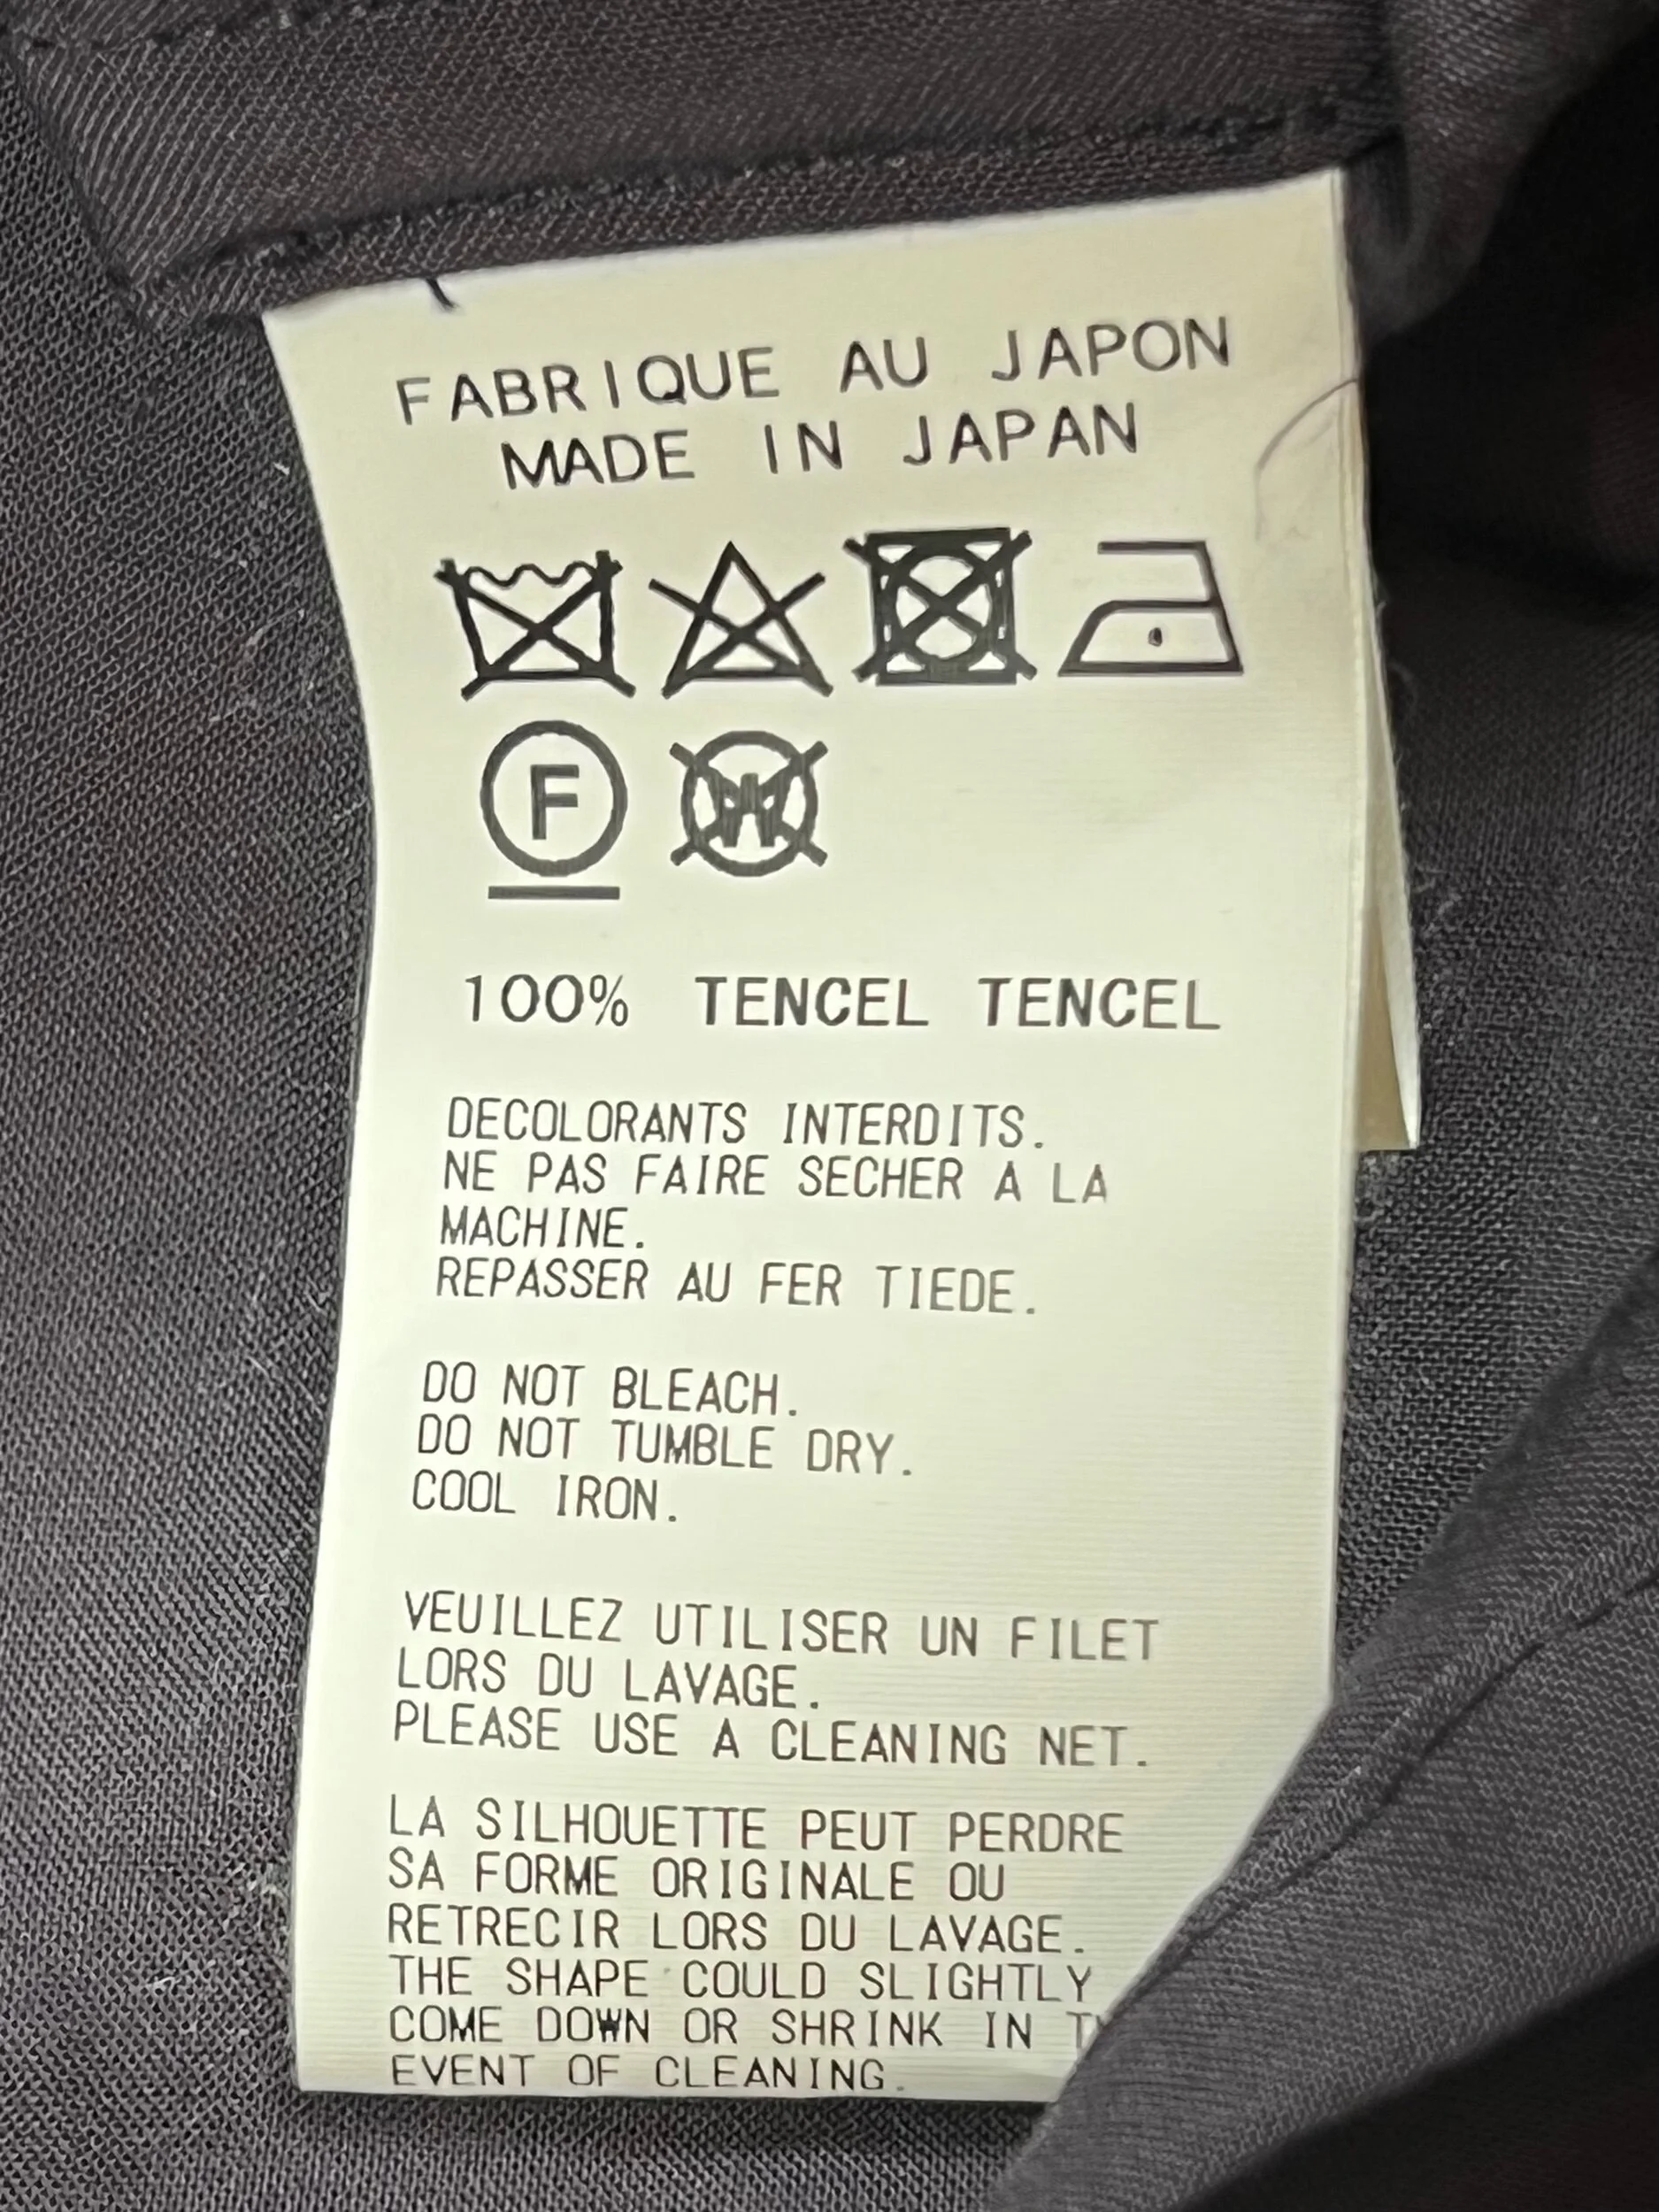 FABRIQUE AU JAPON
MADE IN JAPAN
F W
100% TENCEL TENCEL
DECOLORANTS INTERDITS.
NE PAS FAIRE SECHER A LA
MACHINE.
REPASSER AU FER TIEDE.
DO NOT BLEACH.
DO NOT TUMBLE DRY.
COOL IRON.
VEUILLEZ UTILISER UN FILET
LORS DU LAVAGE.
PLEASE USE A CLEANING NET.
LA SILHOUETTE PEUT PERDRE
SA FORME ORIGINALE OU
RETRECIR LORS DU LAVAGE.
THE SHAPE COULD SLIGHTLY
COME DOWN OR SHRINK IN
EVENT OF CLEANING.